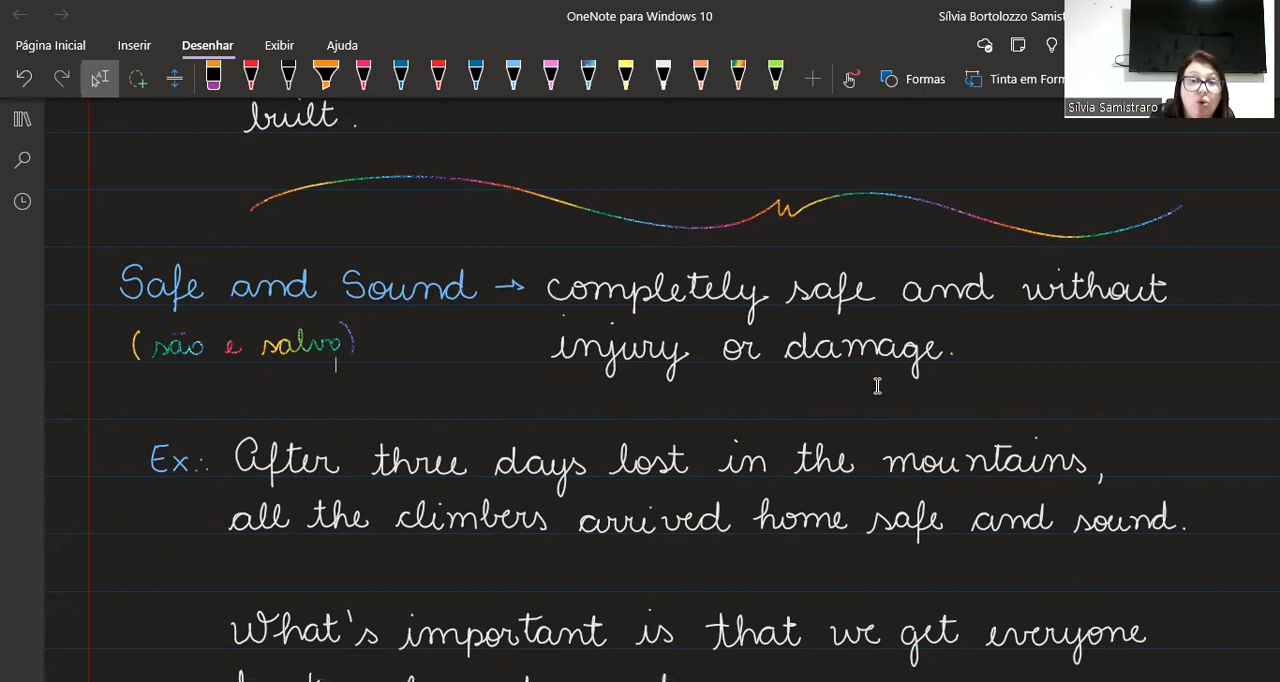 OneNote para Windows 10
Sílvia Bortolozzo Samist
Página Inicial Inserir Desenhar Exibir Ajuda
Formas Tinta em Form
Sílvia Samistraro
built.
Safe and Sound → completely safe and without
(são e salvo) injury or damage.
Ex.: After three days lost in the mountains,
all the climbers arrived home safe and sound.
What's important is that we get everyone